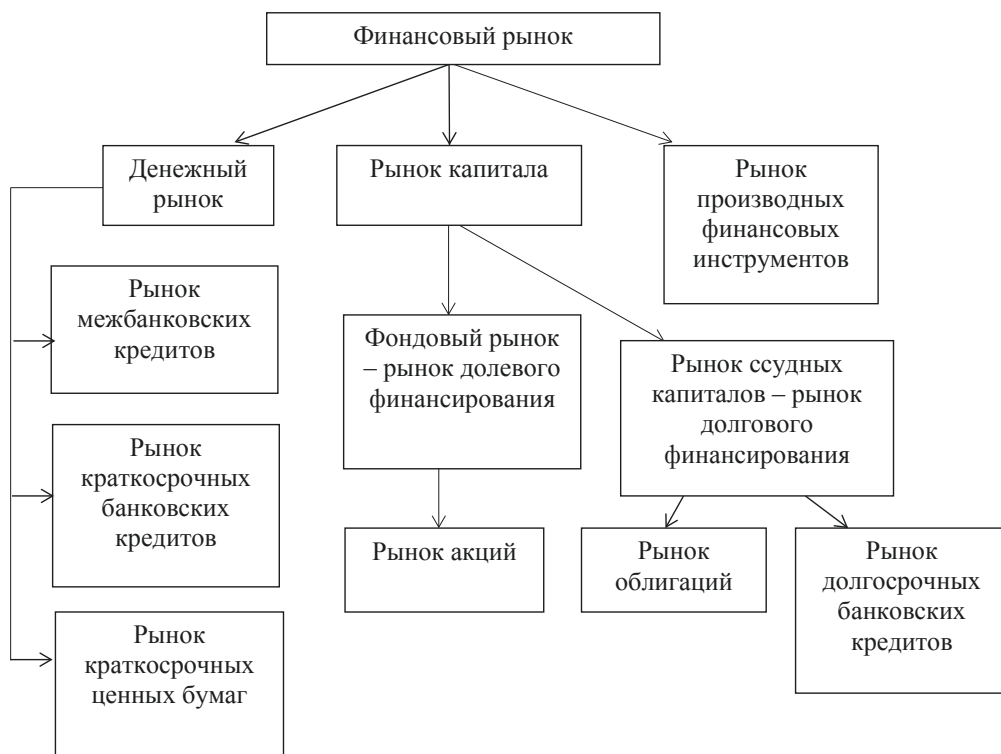 Финансовый рынок
Денежный
рынок
Рынок капитала
Рынок
производных
финансовых
инструментов
Рынок
межбанковских
кредитов
Фондовый рынок
– рынок долевого
финансирования
Рынок ссудных
капиталов – рынок
долгового
финансирования
Рынок
краткосрочных
банковских
кредитов
Рынок акций
Рынок
облигаций
Рынок
долгосрочных
банковских
кредитов
Рынок
краткосрочных
ценных бумаг